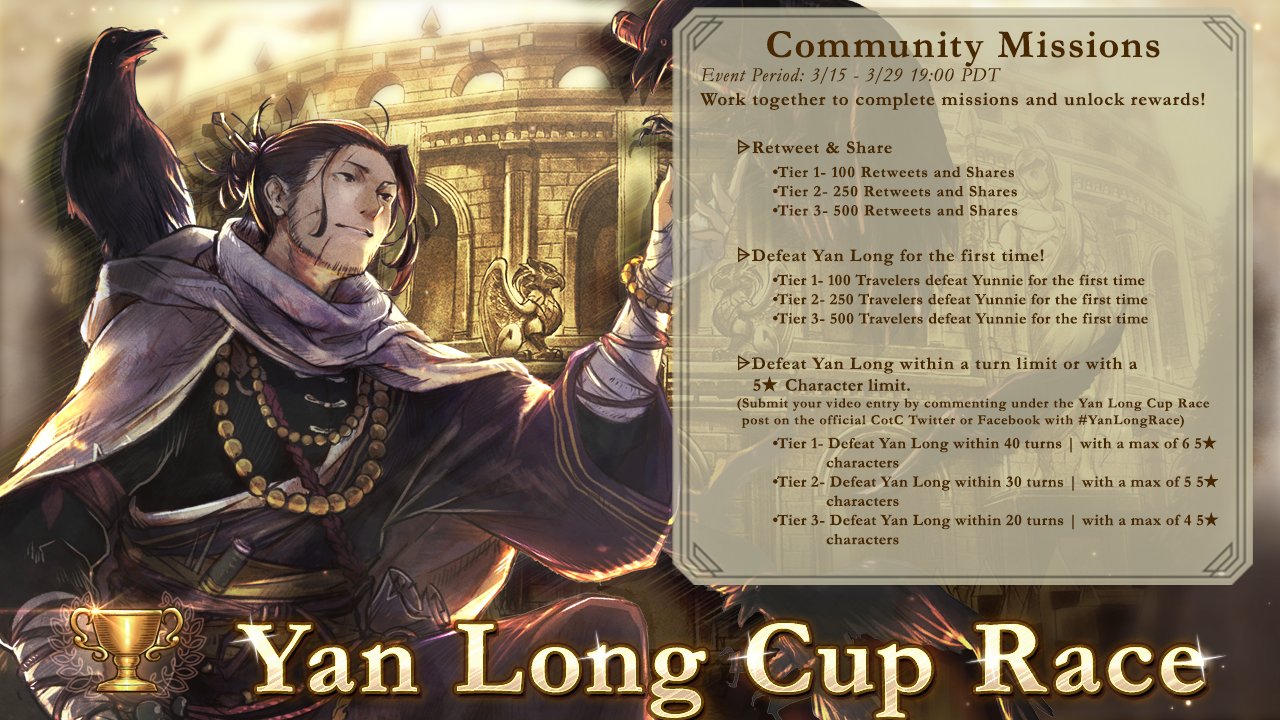 Community Missions
Event Period: 3/15 - 3/29 19:00 PDT
Work together to complete missions and unlock rewards!
Retweet & Share
•Tier 1- 100 Retweets and Shares
•Tier 2- 250 Retweets and Shares
•Tier 3- 500 Retweets and Shares
Defeat Yan Long for the first time!
•Tier 1- 100 Travelers defeat Yunnie for the first time
•Tier 2- 250 Travelers defeat Yunnie for the first time
•Tier 3- 500 Travelers defeat Yunnie for the first time
Defeat Yan Long within a turn limit or with a
5★ Character limit.
(Submit your video entry by commenting under the Yan Long Cup Race
post on the official CotC Twitter or Facebook with #YanLongRace)
•Tier 1- Defeat Yan Long within 40 turns | with a max of 6 5★
characters
•Tier 2- Defeat Yan Long within 30 turns | with a max of 5 5★
characters
•Tier 3- Defeat Yan Long within 20 turns | with a max of 4 5★
characters
Yan Long Cup Race